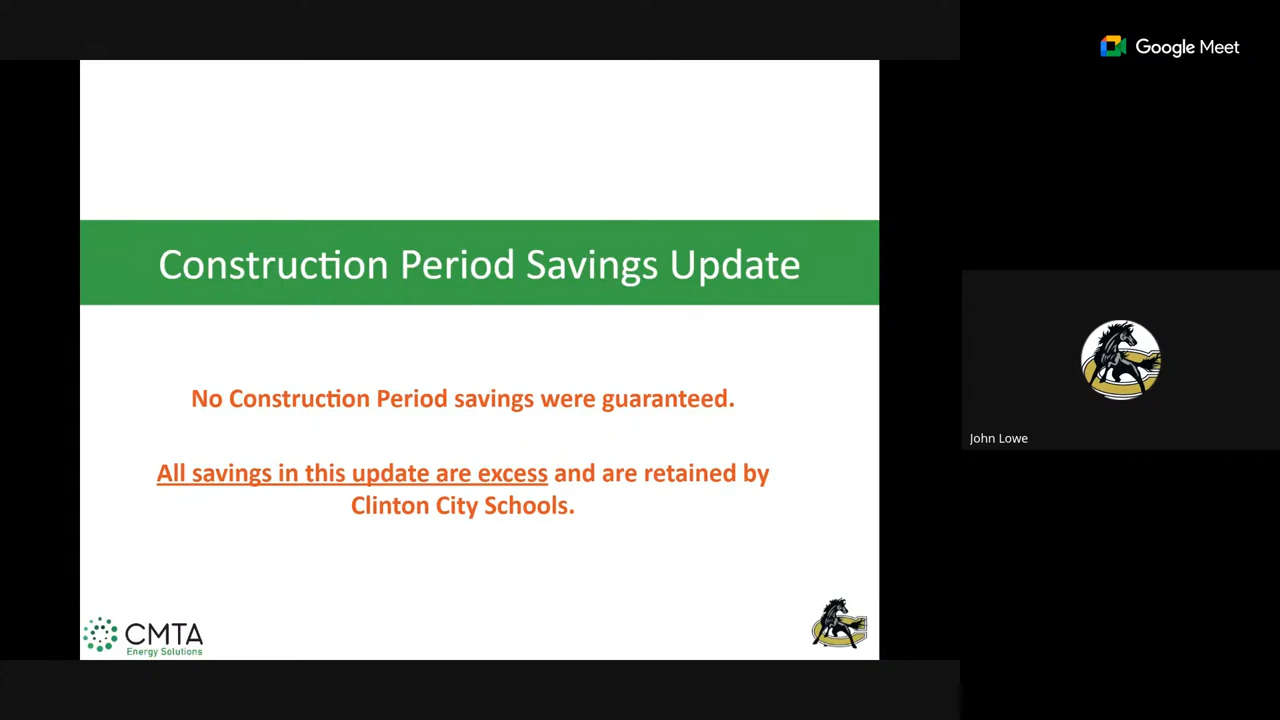 Google Meet
Construction Period Savings Update
No Construction Period savings were guaranteed.
All savings in this update are excess and are retained by
Clinton City Schools.
John Lowe
CMTA
Energy Solutions